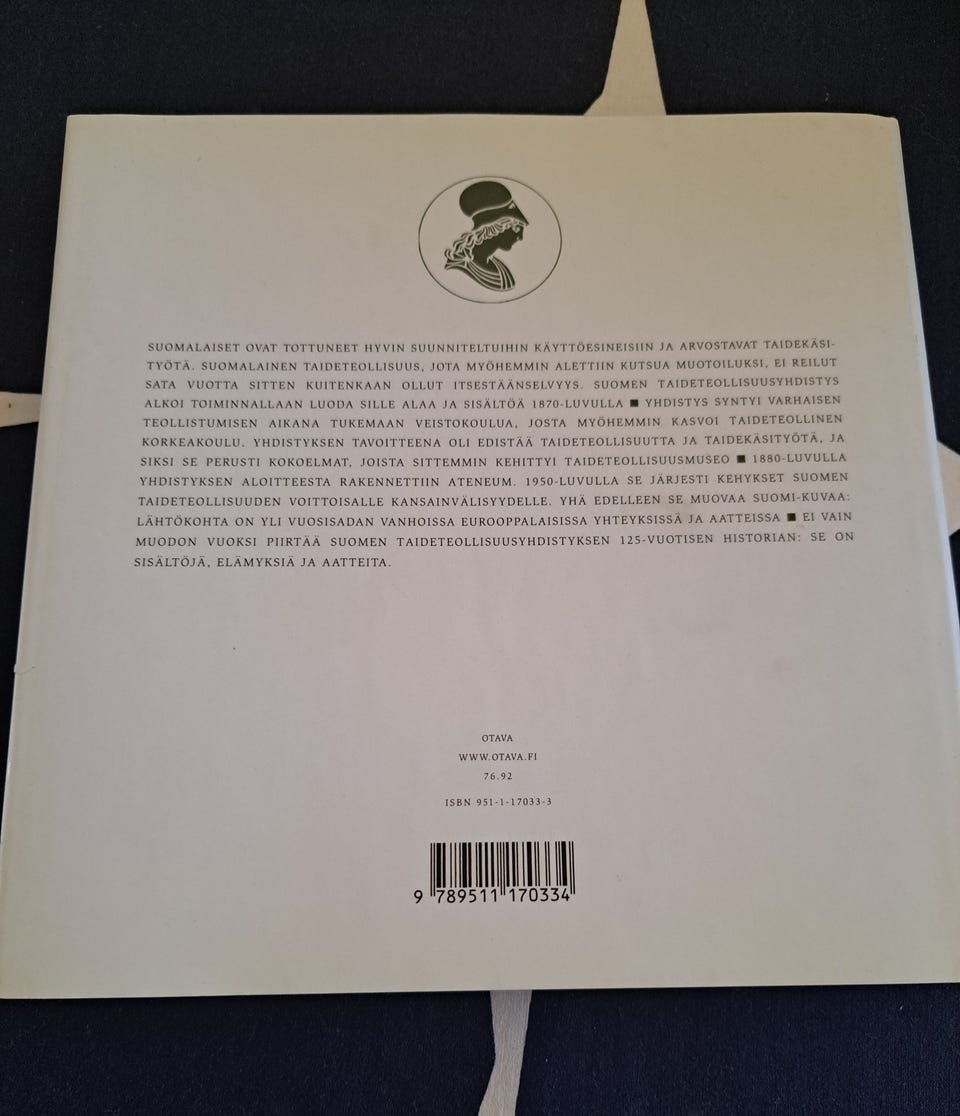 SUOMALAISET OVAT TOTTUNEET HYVIN SUUNNITELTUIHIN KÄYTTÖESINEISIIN JA ARVOSTAVAT TAIDEKÄSI-
TYÖTÄ. SUOMALAINEN TAIDETEOLLISUUS, JOTA MYÖHEMMIN ALETTIIN KUTSUA MUOTOILUKSI, EI REILUT
SATA VUOTTA SITTEN KUITENKAAN OLLUT ITSESTÄÄNSELVYYS. SUOMEN TAIDETEOLLISUUSYHDISTYS
ALKOI TOIMINNALLAAN LUODA SILLE ALAA JA SISÄLTÖÄ 1870-LUVULLA ■ YHDISTYS SYNTYI VARHAISEN
TEOLLISTUMISEN AIKANA TUKEMAAN VEISTOKOULUA, JOSTA MYÖHEMMIN KASVOI TAIDETEOLLINEN
KORKEAKOULU. YHDISTYKSEN TAVOITTEENA OLI EDISTÄÄ TAIDETEOLLISUUTTA JA TAIDEKÄSITYÖTÄ, JA
SIKSI SE PERUSTI KOKOELMAT, JOISTA SITTEMMIN KEHITTYI TAIDETEOLLISUUSMUSEO ■ 1880-LUVULLA
YHDISTYKSEN ALOITTEESTA RAKENNETTIIN ATENEUM. 1950-LUVULLA SE JÄRJESTI KEHYKSET SUOMEN
TAIDETEOLLISUUDEN VOITTOISALLE KANSAINVÄLISYYDELLE. YHÄ EDELLEEN SE MUOVAA SUOMI-KUVAA:
LÄHTÖKOHTA ON YLI VUOSISADAN VANHOISSA EUROOPPALAISISSA YHTEYKSISSÄ JA AATTEISSA ■ EI VAIN
MUODON VUOKSI PIIRTÄÄ SUOMEN TAIDETEOLLISUUSYHDISTYKSEN 125-VUOTISEN HISTORIAN: SE ON
SISÄLTÖJÄ, ELÄMYKSIÄ JA AATTEITA.
OTAVA
WWW.OTAVA.FI
76.92
ISBN 951-1-17033-3
9 789511 170334